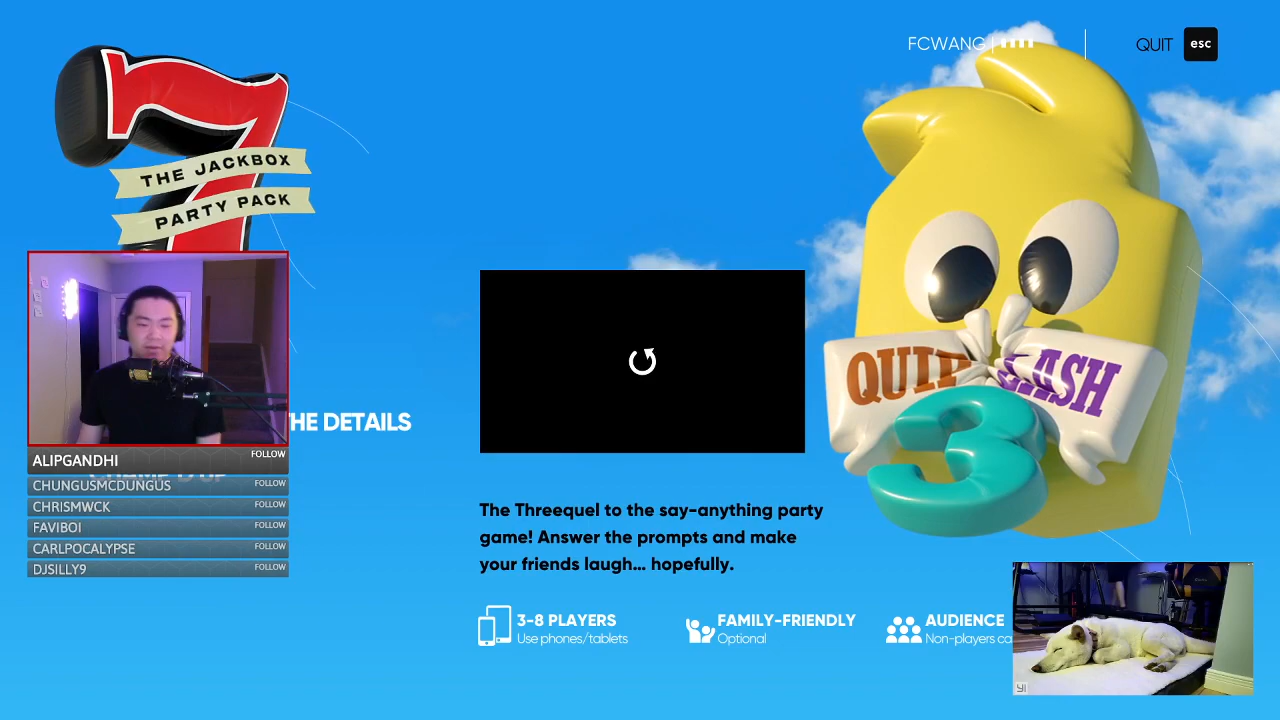 FCWANG
QUIT esc
THE JACKBOX
PARTY PACK
THE DETAILS
ALIPGANDHI FOLLOW
CHUNGUSMCDUNGUS FOLLOW
CHRISMWCK FOLLOW
FAVIBOI FOLLOW
CARLPOCALYPSE FOLLOW
DJSILLY9 FOLLOW
QUIPLASH
3
The Threequel to the say-anything party
game! Answer the prompts and make
your friends laugh... hopefully.
3-8 PLAYERS
Use phones/tablets
FAMILY-FRIENDLY
Optional
AUDIENCE
Non-players ca
YI